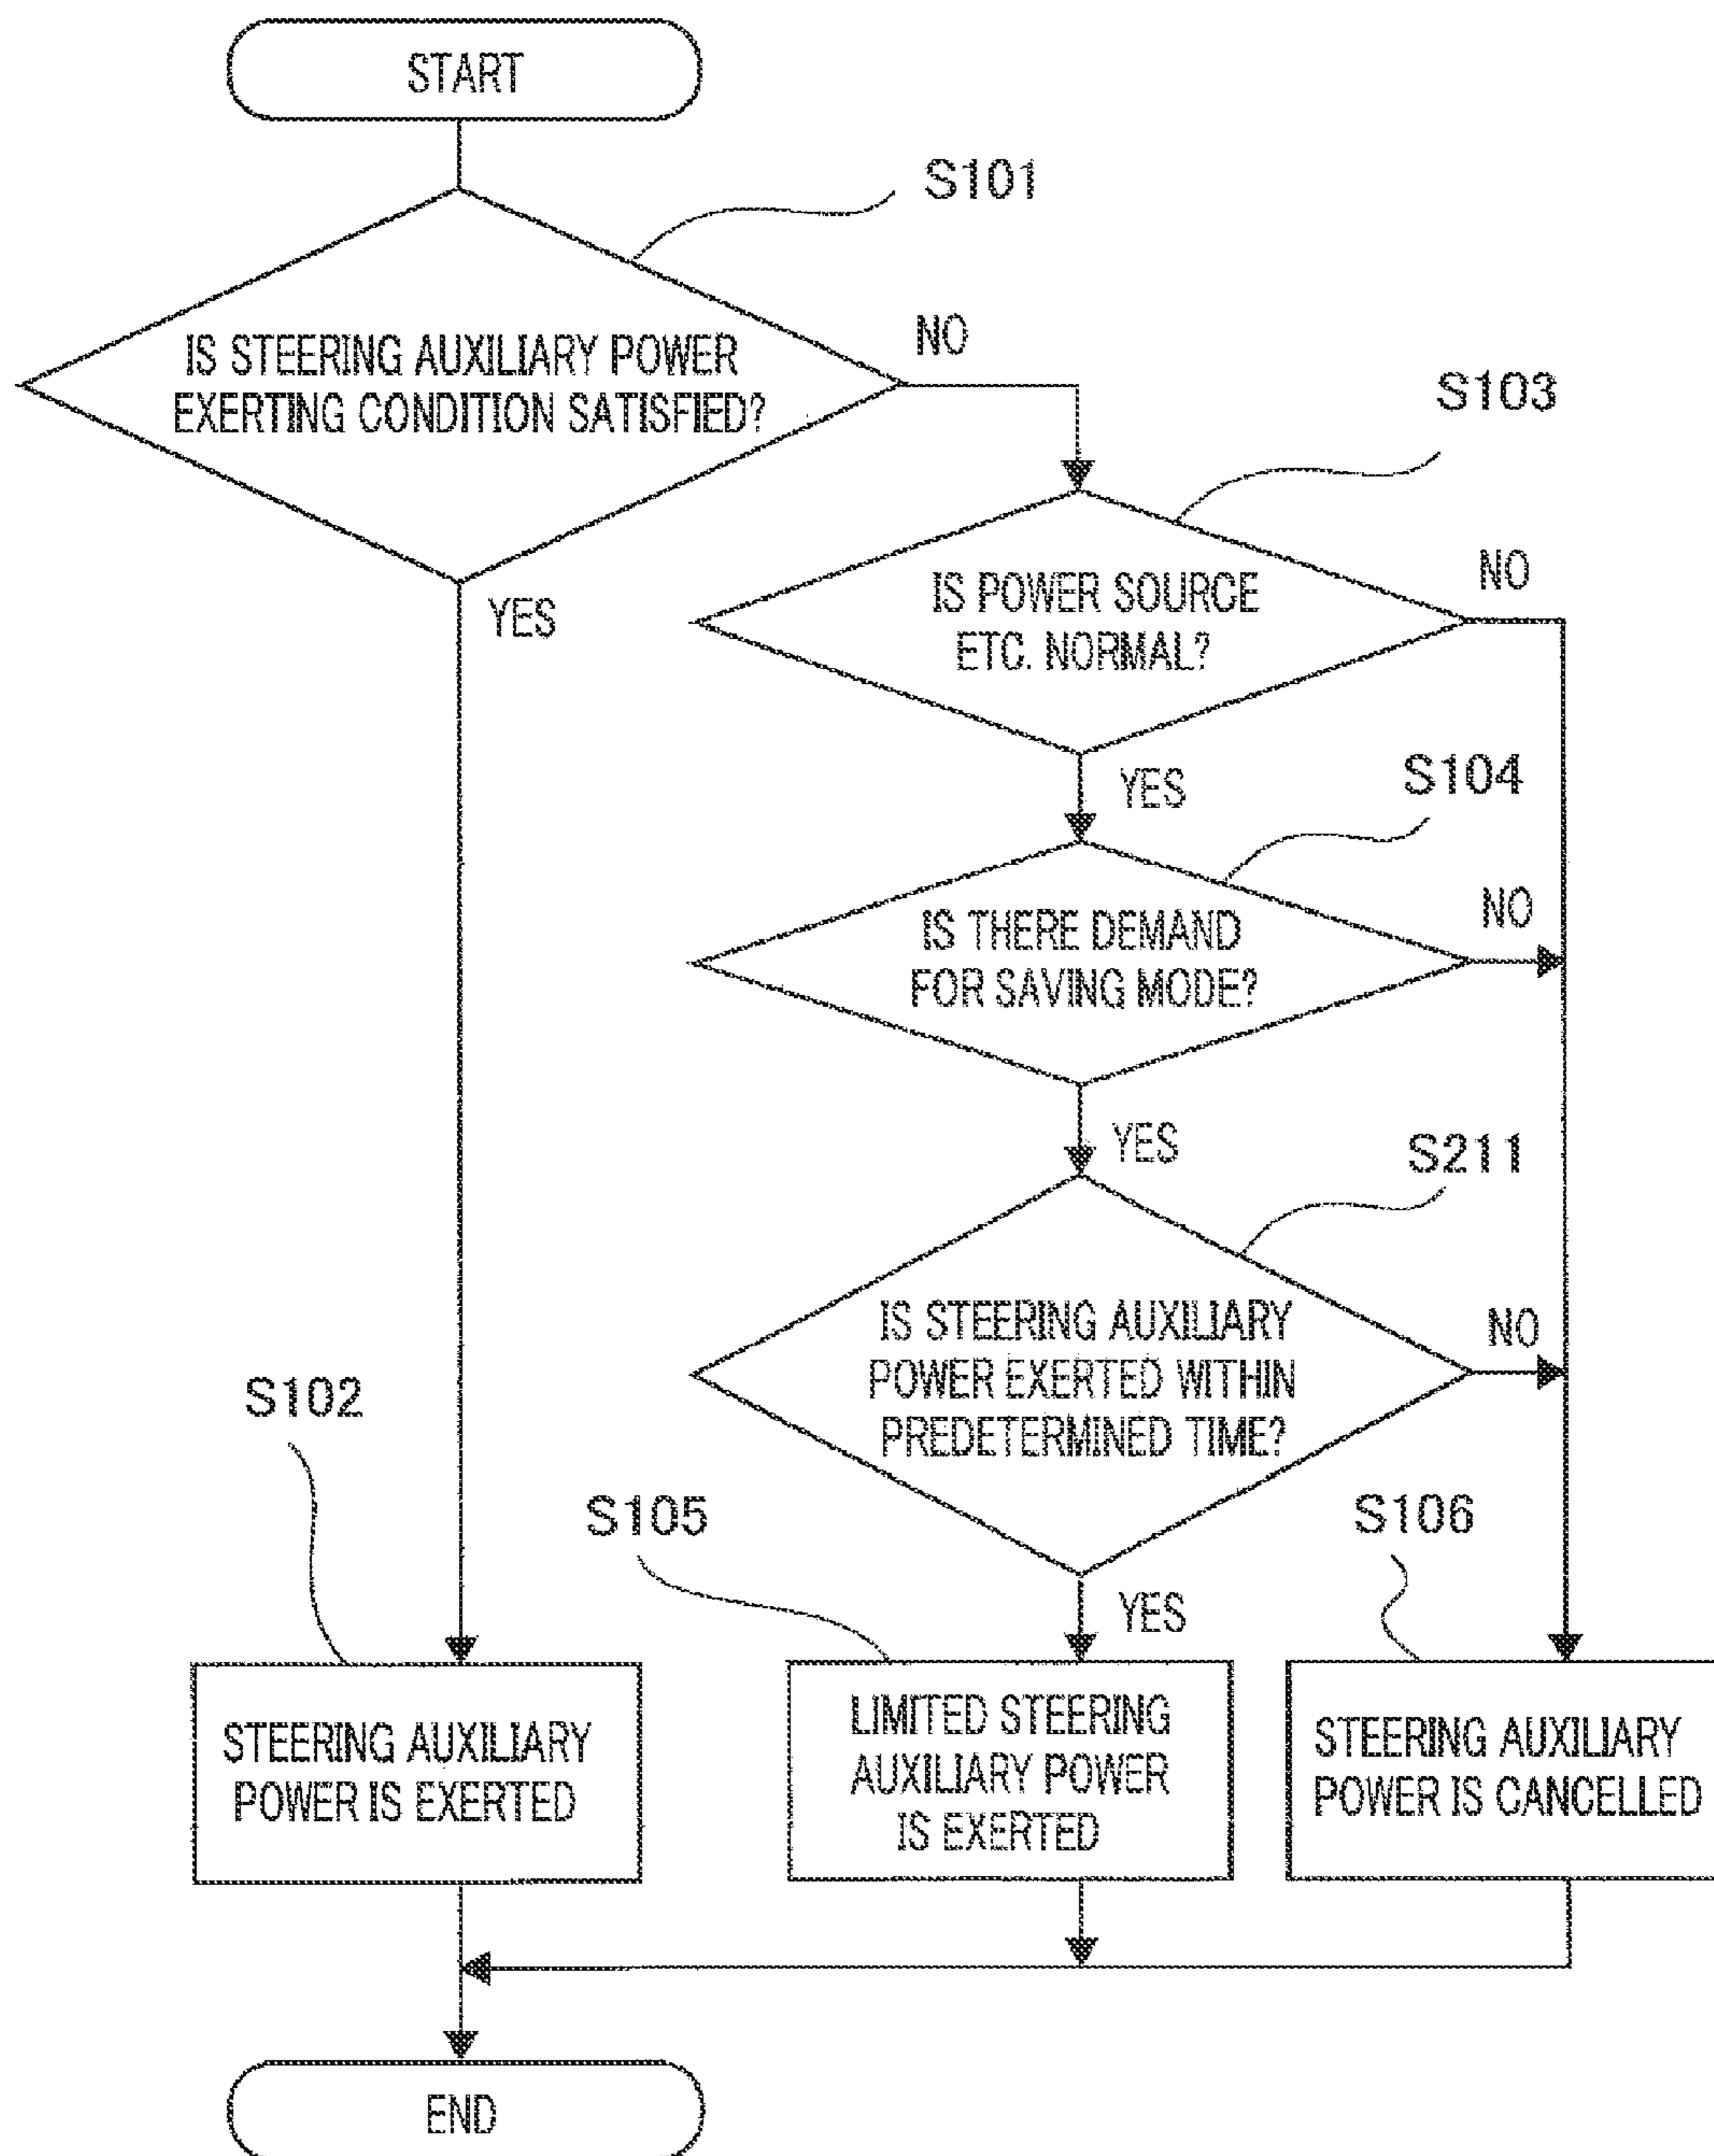 START
S101
IS STEERING AUXILIARY POWER
EXERTING CONDITION SATISFIED?
NO
YES
S103
IS POWER SOURCE
ETC. NORMAL?
NO
YES
S104
IS THERE DEMAND
FOR SAVING MODE?
NO
YES
S211
IS STEERING AUXILIARY
POWER EXERTED WITHIN
PREDETERMINED TIME?
NO
YES
S102
STEERING AUXILIARY
POWER IS EXERTED
S105
LIMITED STEERING
AUXILIARY POWER
IS EXERTED
S106
STEERING AUXILIARY
POWER IS CANCELLED
END